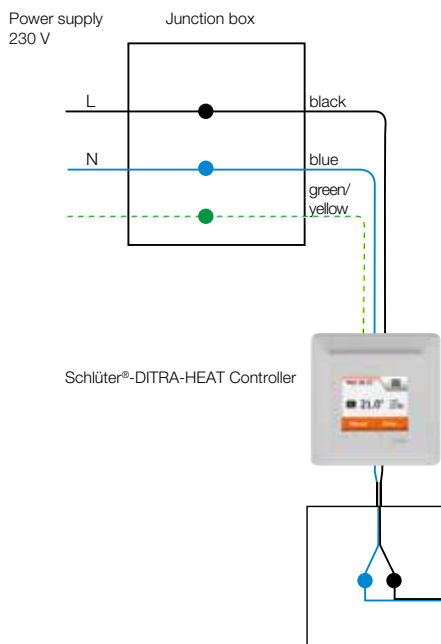 Power supply
230 V
Junction box
L
black
N
blue
green/
yellow
Schlüter®-DITRA-HEAT Controller
21.0°